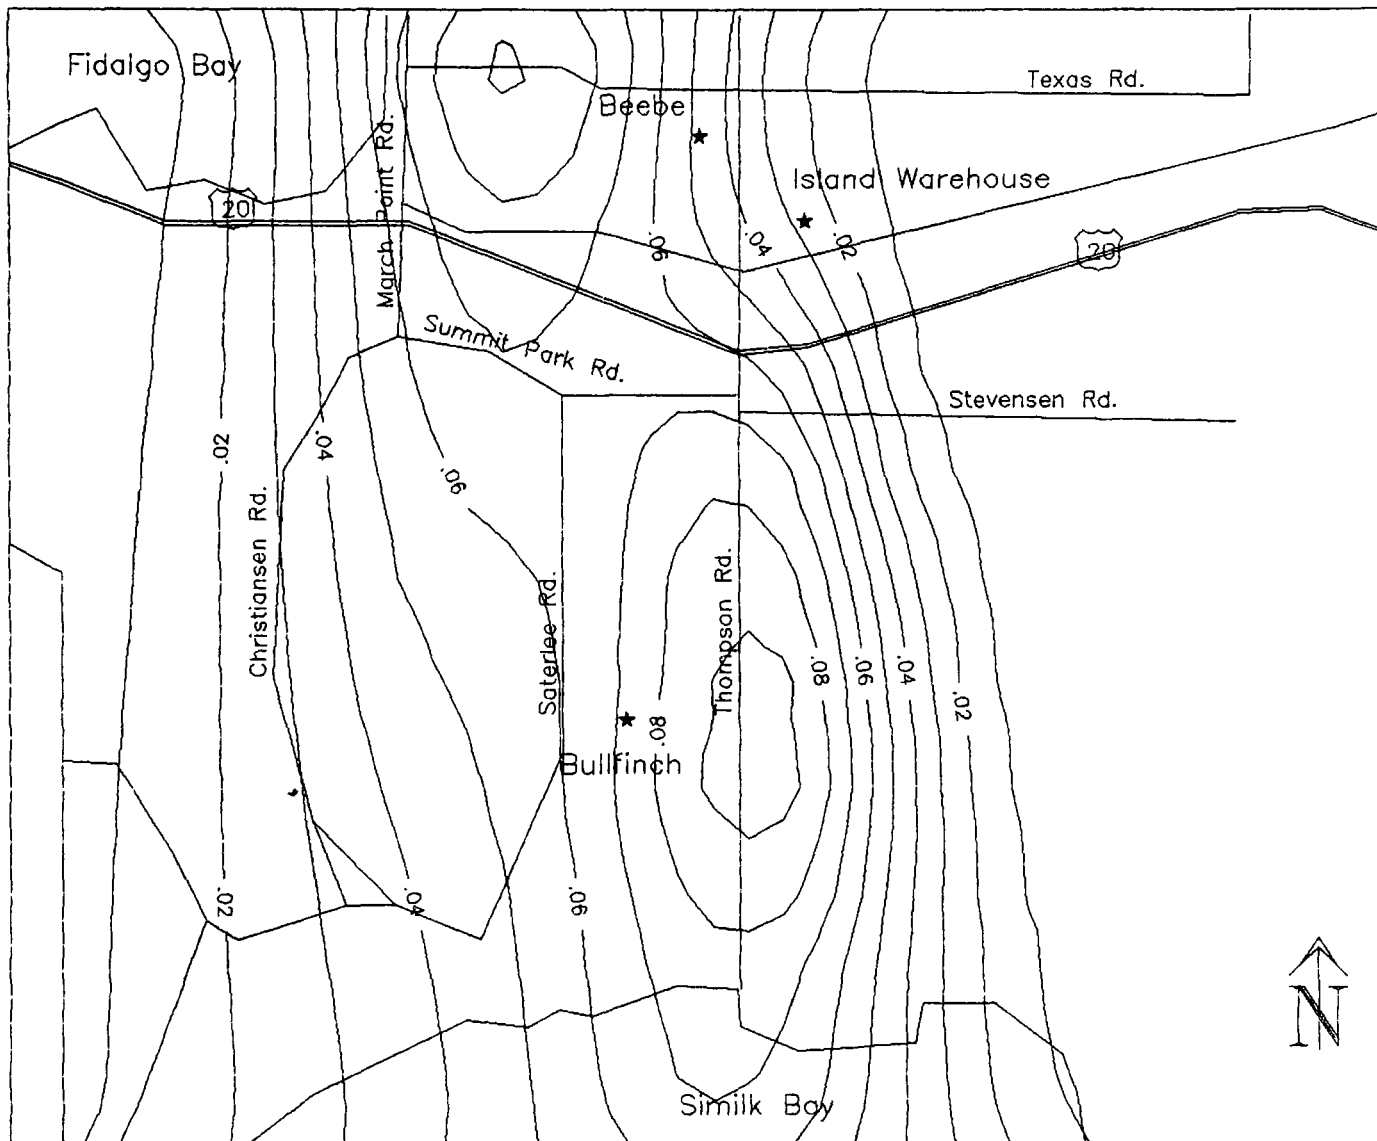 Fidalgo Bay
Texas Rd.
Beebe
March Point Rd.
Island Warehouse
20
.06
.04
.02
20
Summit Park Rd.
Stevensen Rd.
.02
.04
.06
Christiansen Rd.
Saterlee Rd.
Thompson Rd.
.08
.06
.04
.02
.08
Bullfinch
.02
.04
.06
N
Similk Bay